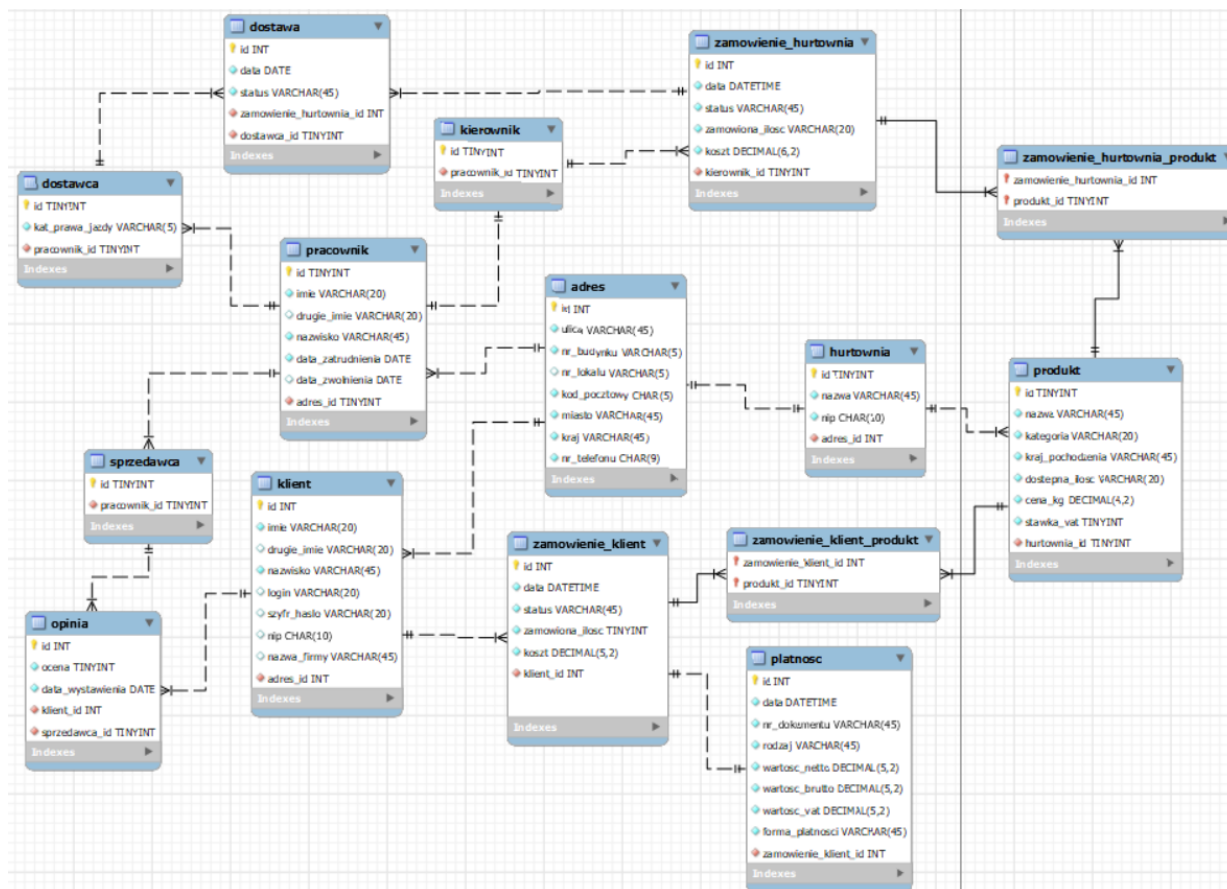 dostawa
id INT
data DATE
status VARCHAR(45)
zamowienie_hurtownia_id INT
dostawca_id TINYINT
Indexes
zamowienie_hurtownia
id INT
data DATETIME
status VARCHAR(45)
zamowiona_ilosc VARCHAR(20)
koszt DECIMAL(6,2)
kierownik_id TINYINT
Indexes
kierownik
id TINYINT
pracownik_id TINYINT
Indexes
zamowienie_hurtownia_produkt
zamowienie_hurtownia_id INT
produkt_id TINYINT
Indexes
dostawca
id TINYINT
kat_prawa_jazdy VARCHAR(5)
pracownik_id TINYINT
Indexes
pracownik
id TINYINT
imie VARCHAR(20)
drugie_imie VARCHAR(20)
nazwisko VARCHAR(45)
data_zatrudnienia DATE
data_zwolnienia DATE
adres_id TINYINT
Indexes
adres
id INT
ulica VARCHAR(45)
nr_budynku VARCHAR(5)
nr_lokalu VARCHAR(5)
kod_pocztowy CHAR(5)
miasto VARCHAR(45)
kraj VARCHAR(45)
nr_telefonu CHAR(9)
Indexes
hurtownia
id TINYINT
nazwa VARCHAR(45)
nip CHAR(10)
adres_id INT
Indexes
produkt
id TINYINT
nazwa VARCHAR(45)
kategoria VARCHAR(20)
kraj_pochodzenia VARCHAR(45)
dostepna_ilosc VARCHAR(20)
cena_kg DECIMAL(4,2)
stawka_vat TINYINT
hurtownia_id TINYINT
Indexes
sprzedawca
id TINYINT
pracownik_id TINYINT
Indexes
klient
id INT
imie VARCHAR(20)
drugie_imie VARCHAR(20)
nazwisko VARCHAR(45)
login VARCHAR(20)
szyfr_haslo VARCHAR(20)
nip CHAR(10)
nazwa_firmy VARCHAR(45)
adres_id INT
Indexes
zamowienie_klient
id INT
data DATETIME
status VARCHAR(45)
zamowiona_ilosc TINYINT
koszt DECIMAL(5,2)
klient_id INT
Indexes
zamowienie_klient_produkt
zamowienie_klient_id INT
produkt_id TINYINT
Indexes
opinia
id INT
ocena TINYINT
data_wystawienia DATE
klient_id INT
sprzedawca_id TINYINT
Indexes
platnosc
id INT
data DATETIME
nr_dokumentu VARCHAR(45)
rodzaj VARCHAR(45)
wartosc_netto DECIMAL(5,2)
wartosc_brutto DECIMAL(5,2)
wartosc_vat DECIMAL(5,2)
forma_platnosci VARCHAR(45)
zamowienie_klient_id INT
Indexes